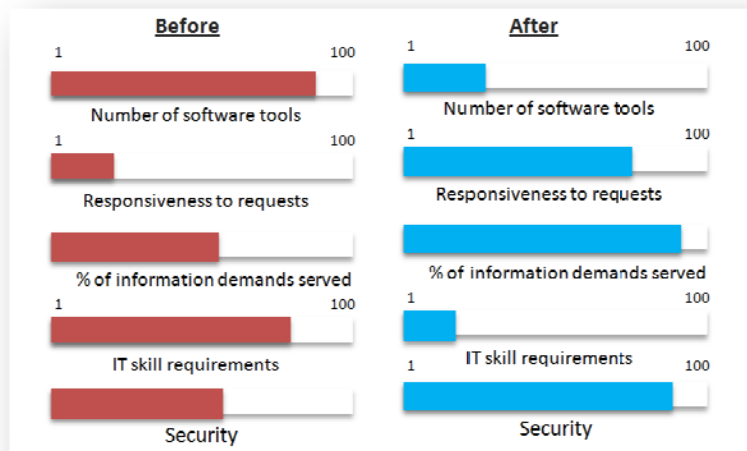 Before
1 100
Number of software tools
1 100
Responsiveness to requests
% of information demands served
1 100
IT skill requirements
Security
After
1 100
Number of software tools
1 100
Responsiveness to requests
% of information demands served
1 100
IT skill requirements
1 100
Security